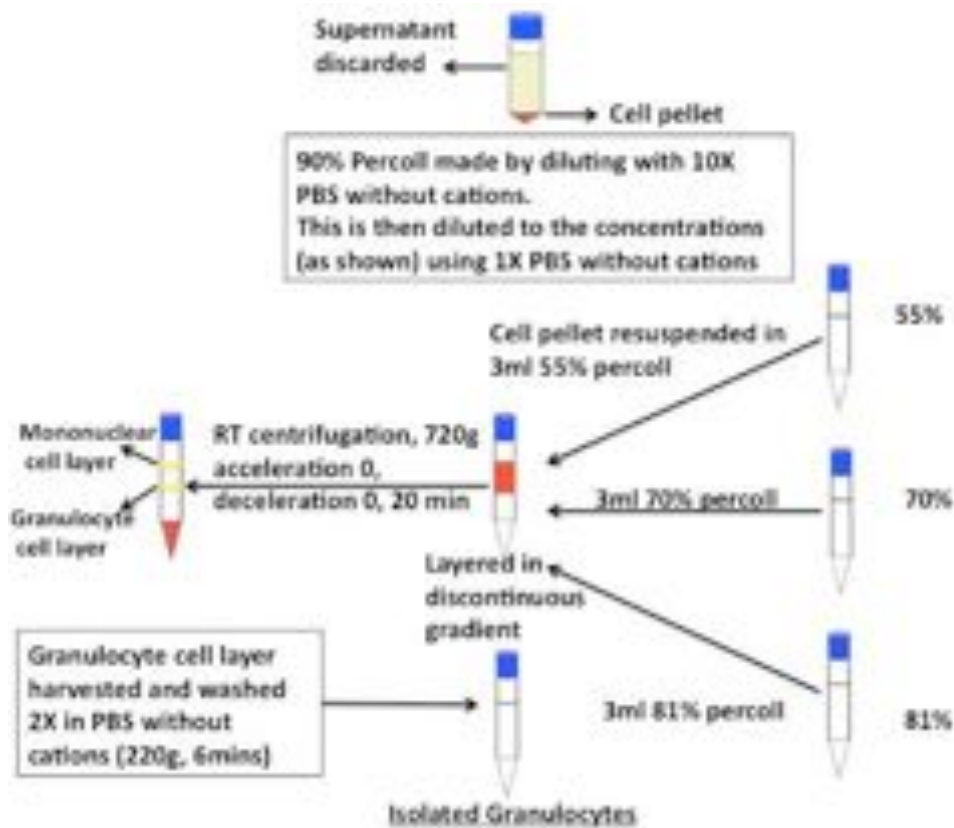 Supernatant
discarded
Cell pellet
90% Percoll made by diluting with 10X
PBS without cations.
This is then diluted to the concentrations
(as shown) using 1X PBS without cations
55%
Cell pellet resuspended in
3ml 55% percoll
Mononuclear
cell layer
Granulocyte
cell layer
RT centrifugation, 720g
acceleration 0,
deceleration 0, 20 min
3ml 70% percoll
70%
Layered in
discontinuous
gradient
Granulocyte cell layer
harvested and washed
2X in PBS without
cations (220g, 6mins)
3ml 81% percoll
81%
Isolated Granulocytes